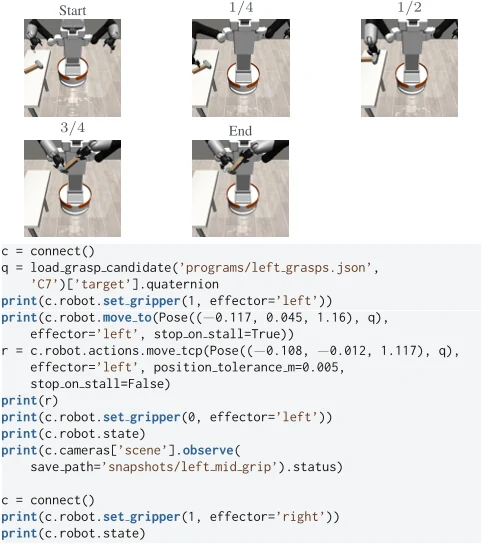 Start
1/4
1/2
3/4
End
c = connect()
q = load_grasp_candidate('programs/left_grasps.json',
'C7')['target'].quaternion
print(c.robot.set_gripper(1, effector='left'))
print(c.robot.move_to(Pose((−0.117, 0.045, 1.16), q),
effector='left', stop_on_stall=True))
r = c.robot.actions.move_tcp(Pose((−0.108, −0.012, 1.117), q),
effector='left', position_tolerance_m=0.005,
stop_on_stall=False)
print(r)
print(c.robot.set_gripper(0, effector='left'))
print(c.robot.state)
print(c.cameras['scene'].observe(
save_path='snapshots/left_mid_grip').status)
c = connect()
print(c.robot.set_gripper(1, effector='right'))
print(c.robot.state)